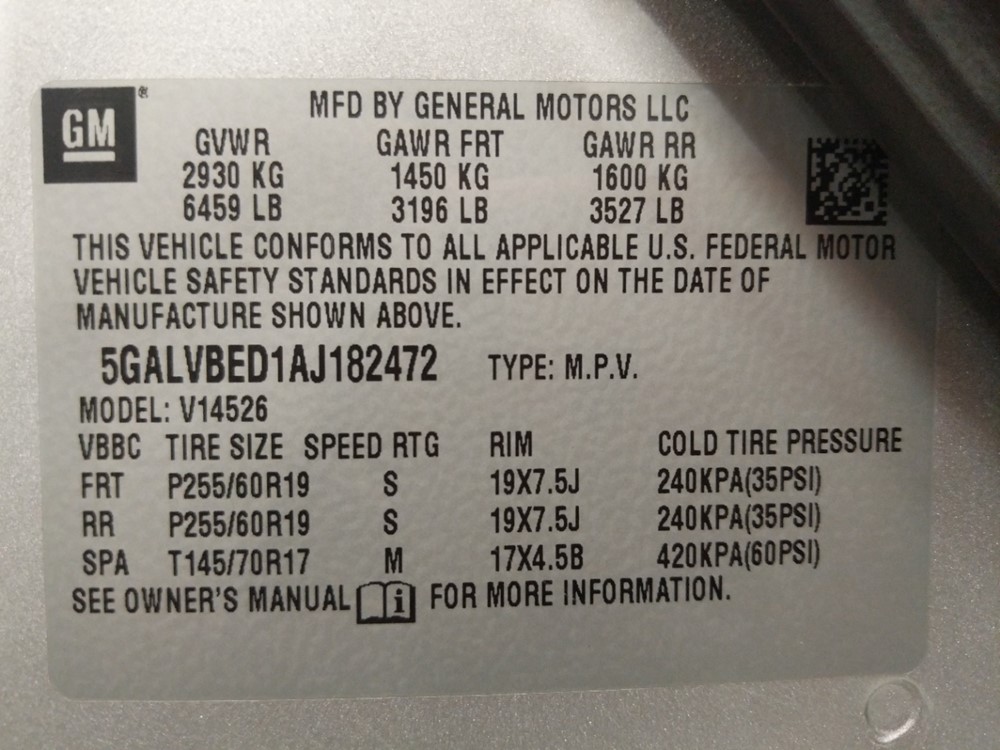 GM®
MFD BY GENERAL MOTORS LLC
GVWR GAWR FRT GAWR RR
2930 KG 1450 KG 1600 KG
6459 LB 3196 LB 3527 LB
THIS VEHICLE CONFORMS TO ALL APPLICABLE U.S. FEDERAL MOTOR
VEHICLE SAFETY STANDARDS IN EFFECT ON THE DATE OF
MANUFACTURE SHOWN ABOVE.
5GALVBED1AJ182472 TYPE: M.P.V.
MODEL: V14526
VBBC TIRE SIZE SPEED RTG RIM COLD TIRE PRESSURE
FRT P255/60R19 S 19X7.5J 240KPA(35PSI)
RR P255/60R19 S 19X7.5J 240KPA(35PSI)
SPA T145/70R17 M 17X4.5B 420KPA(60PSI)
SEE OWNER'S MANUAL i FOR MORE INFORMATION.